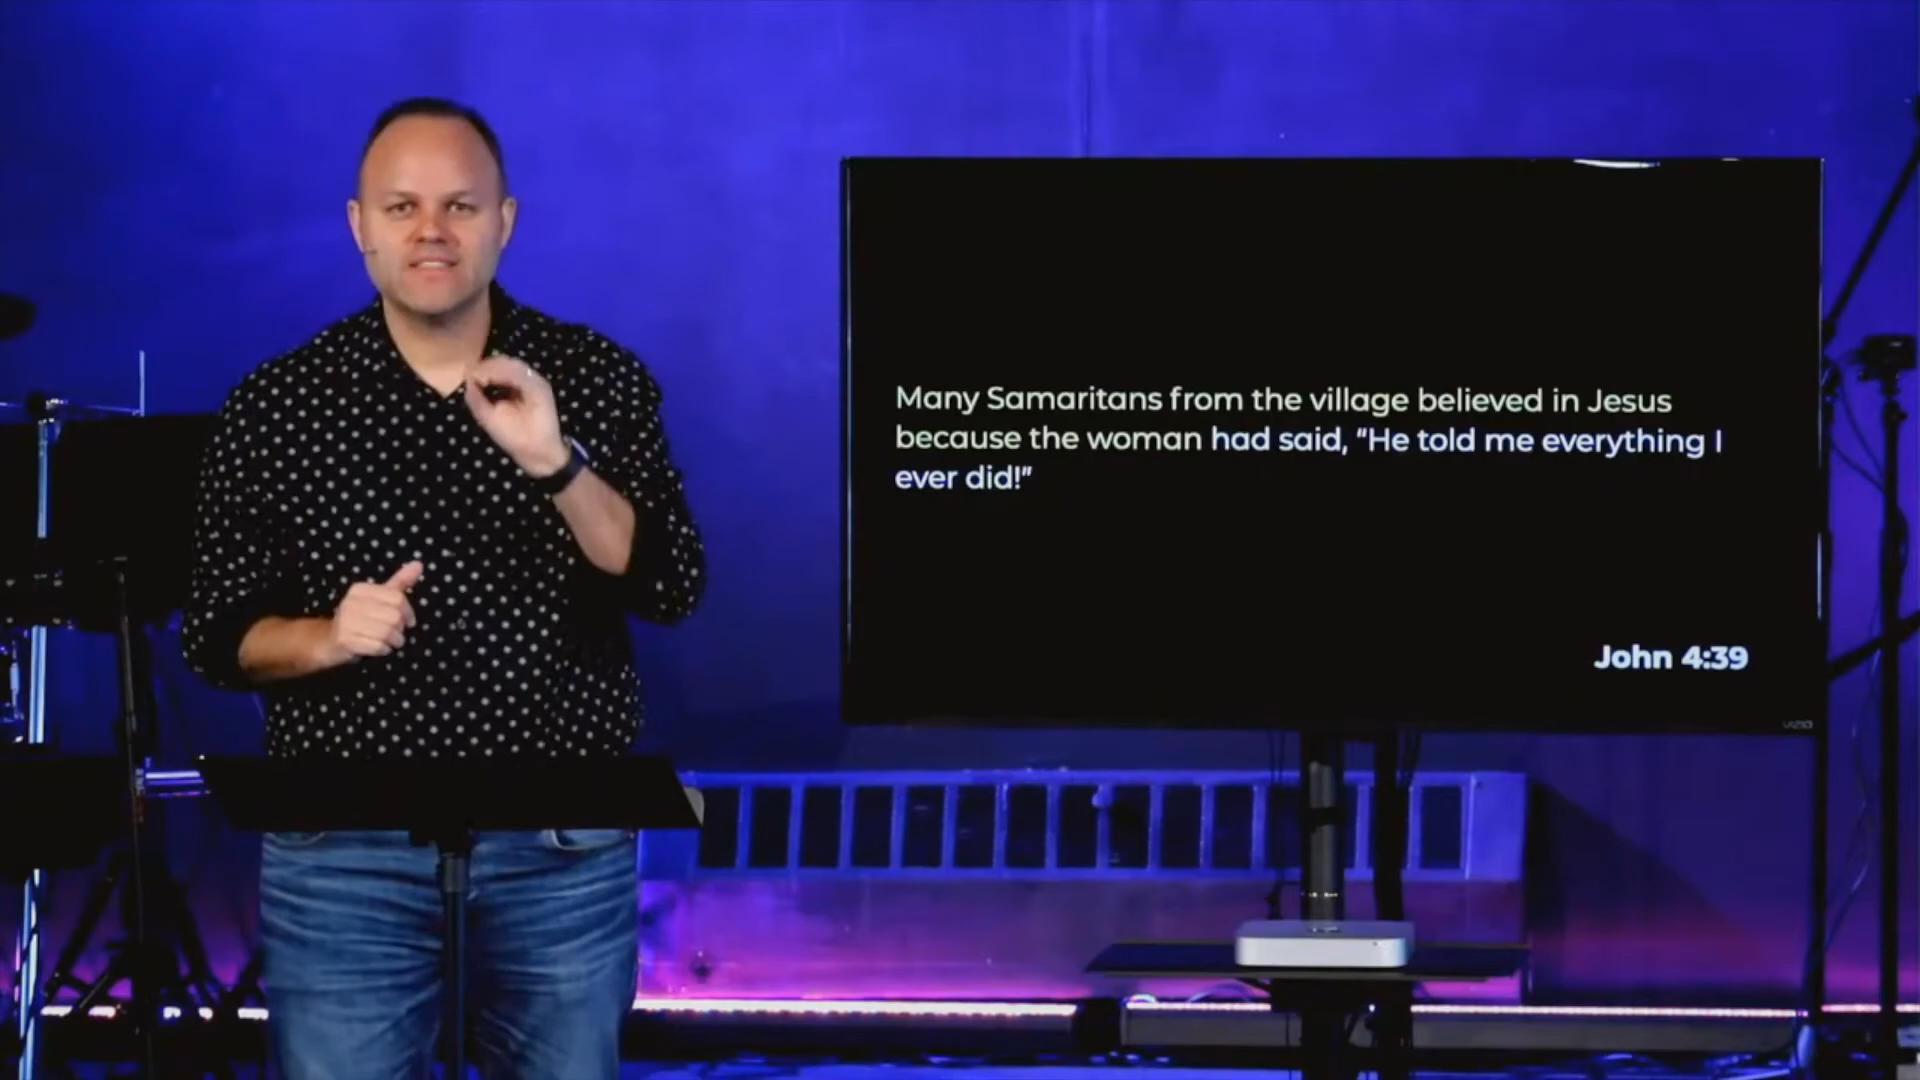 Many Samaritans from the village believed in Jesus
because the woman had said, “He told me everything I
ever did!”
John 4:39
VIZIO